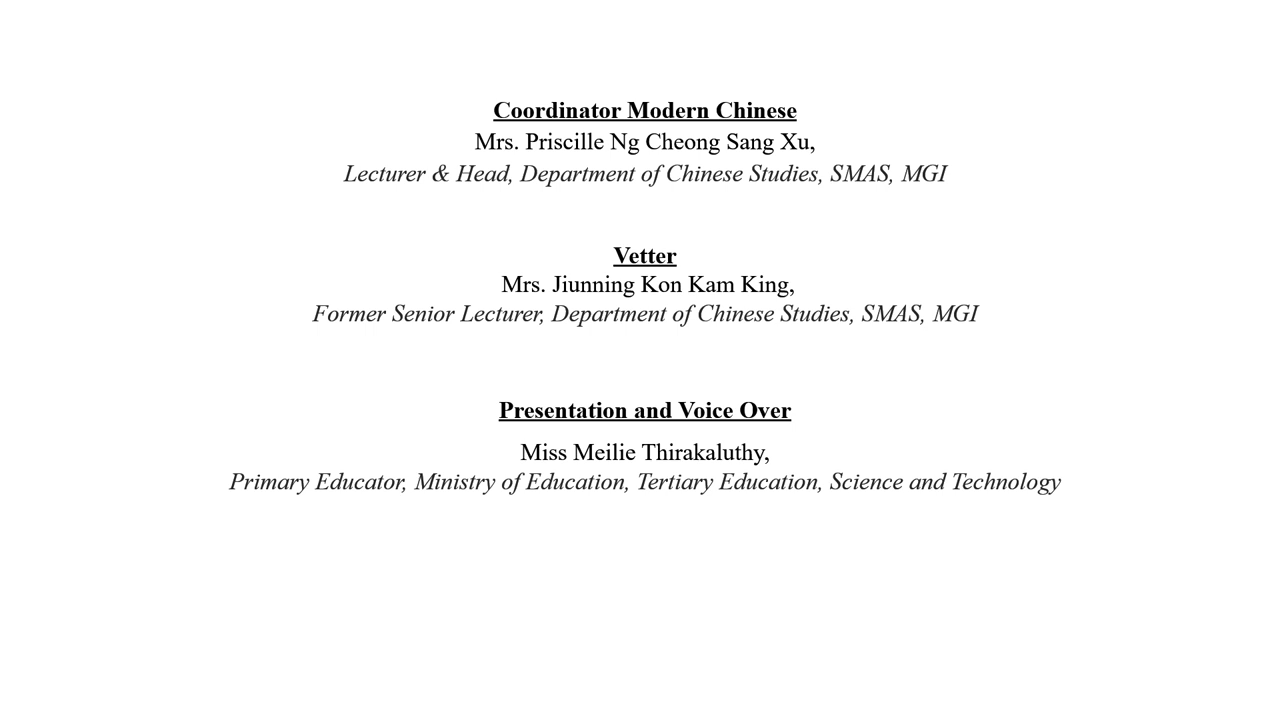 Coordinator Modern Chinese
Mrs. Priscille Ng Cheong Sang Xu,
Lecturer & Head, Department of Chinese Studies, SMAS, MGI
Vetter
Mrs. Jiunning Kon Kam King,
Former Senior Lecturer, Department of Chinese Studies, SMAS, MGI
Presentation and Voice Over
Miss Meilie Thirakaluthy,
Primary Educator, Ministry of Education, Tertiary Education, Science and Technology